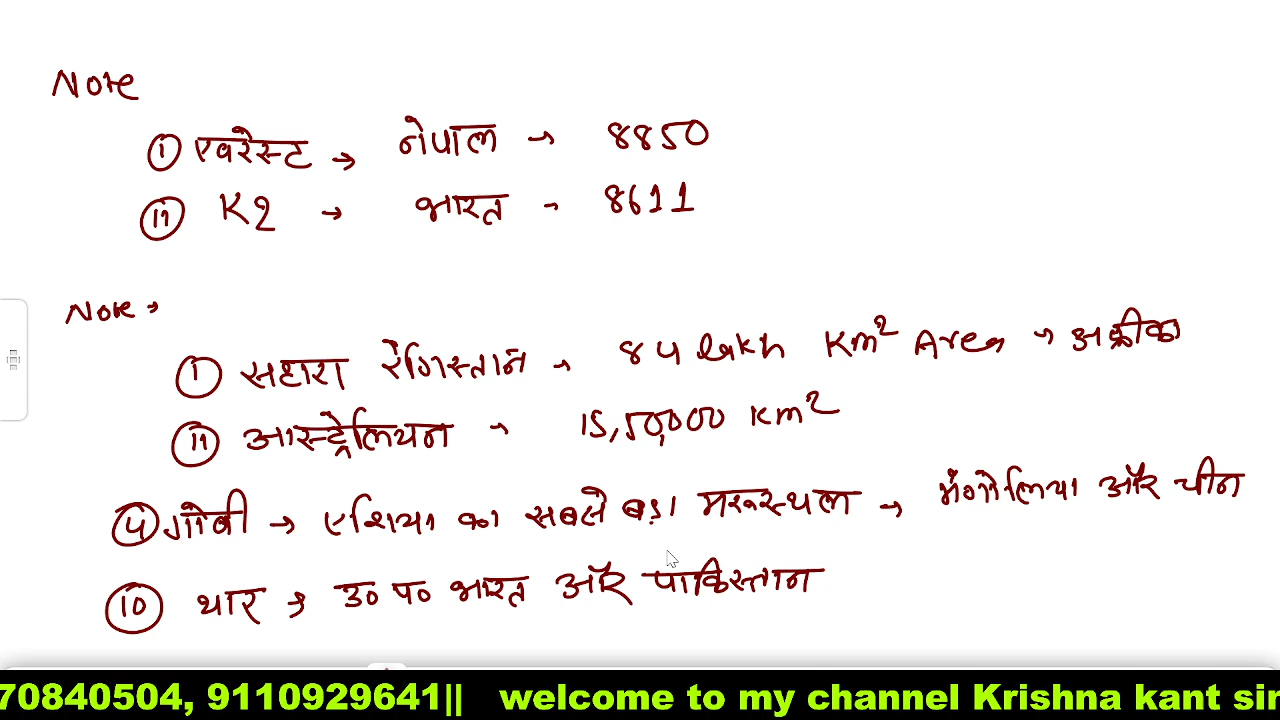 Note
① एवरेस्ट → नेपाल → 8850
⑪ K2 → भारत → 8611
Note →
① सहारा रेगिस्तान → 84 lakh Km² Area → अफ्रीका
⑪ आस्ट्रेलियन → 15,50,000 Km²
④ गोबी → एशिया का सबसे बड़ा मरुस्थल → मंगोलिया और चीन
⑩ थार → उ० प० भारत और पाकिस्तान
70840504, 9110929641|| welcome to my channel Krishna kant sin